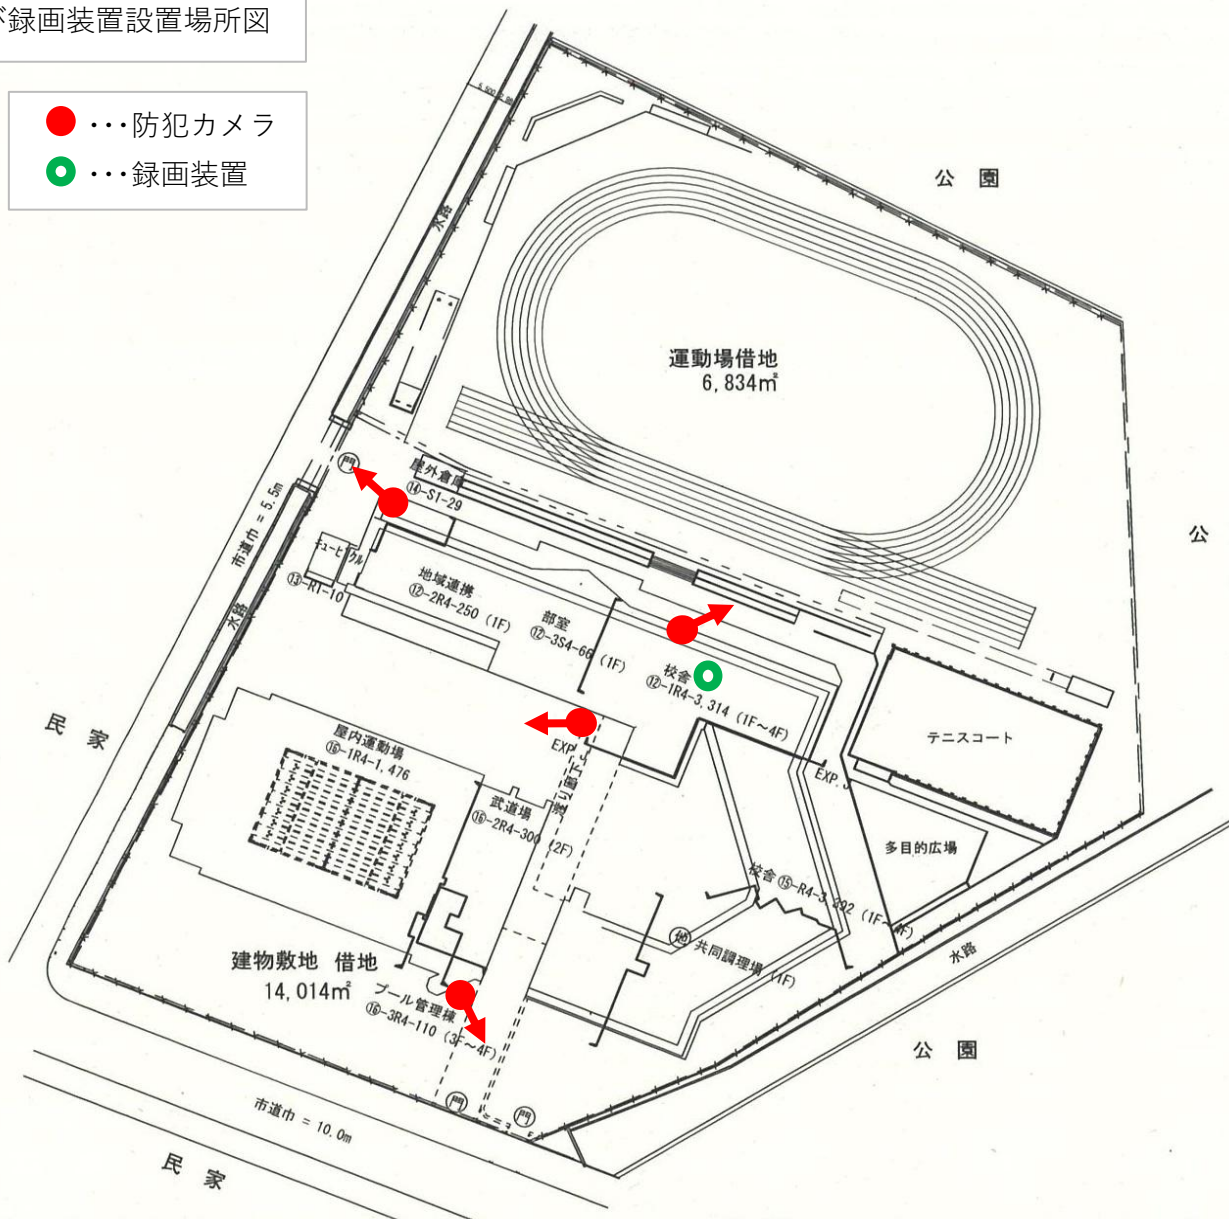 び録画装置設置場所図
●・・・防犯カメラ
・・・録画装置
公 園
水路
運動場借地
6,834㎡
門
屋外倉庫
⑭-S1-29
市道巾 = 5.5m
キュービクル
⑬-R1-10
水路
地域連携
⑫-2R4-250 (1F)
部室
⑫-3S4-66 (1F)
校舎
⑫-1R4-3,314 (1F～4F)
公
民 家
屋内運動場
⑯-1R4-1,476
EXP.
渡り廊下
EXP.J
テニスコート
武道場
⑯-2R4-300 (2F)
多目的広場
校舎 ⑮-R4-3,292 (1F～4F)
水路
建物敷地 借地
14,014㎡
プール管理棟
⑯-3R4-110 (3F～4F)
共同調理場 (1F)
公 園
門
門
市道巾 = 10.0m
民 家